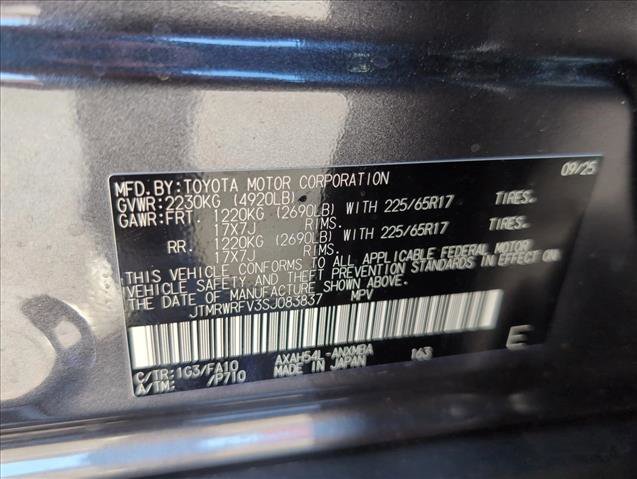 MFD.BY:TOYOTA MOTOR CORPORATION 09/25
GVWR:2230KG (4920LB)
GAWR:FRT. 1220KG (2690LB) WITH 225/65R17 TIRES.
17X7J RIMS.
RR. 1220KG (2690LB) WITH 225/65R17 TIRES.
17X7J RIMS.
THIS VEHICLE CONFORMS TO ALL APPLICABLE FEDERAL MOTOR
VEHICLE SAFETY AND THEFT PREVENTION STANDARDS IN EFFECT ON
THE DATE OF MANUFACTURE SHOWN ABOVE.
JTMRWRFV3SJ083837 MPV
C/TR:1G3/FA10 AXAH54L-ANXMBA 163 E
A/TM: /P710 MADE IN JAPAN